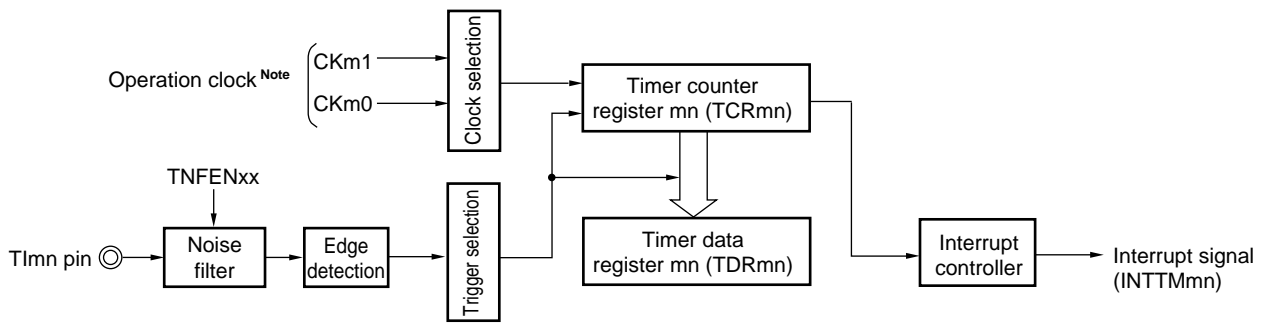 Operation clock Note
CKm1
CKm0
Clock selection
Timer counter
register mn (TCRmn)
TNFENxx
TImn pin
Noise
filter
Edge
detection
Trigger selection
Timer data
register mn (TDRmn)
Interrupt
controller
Interrupt signal
(INTTMmn)